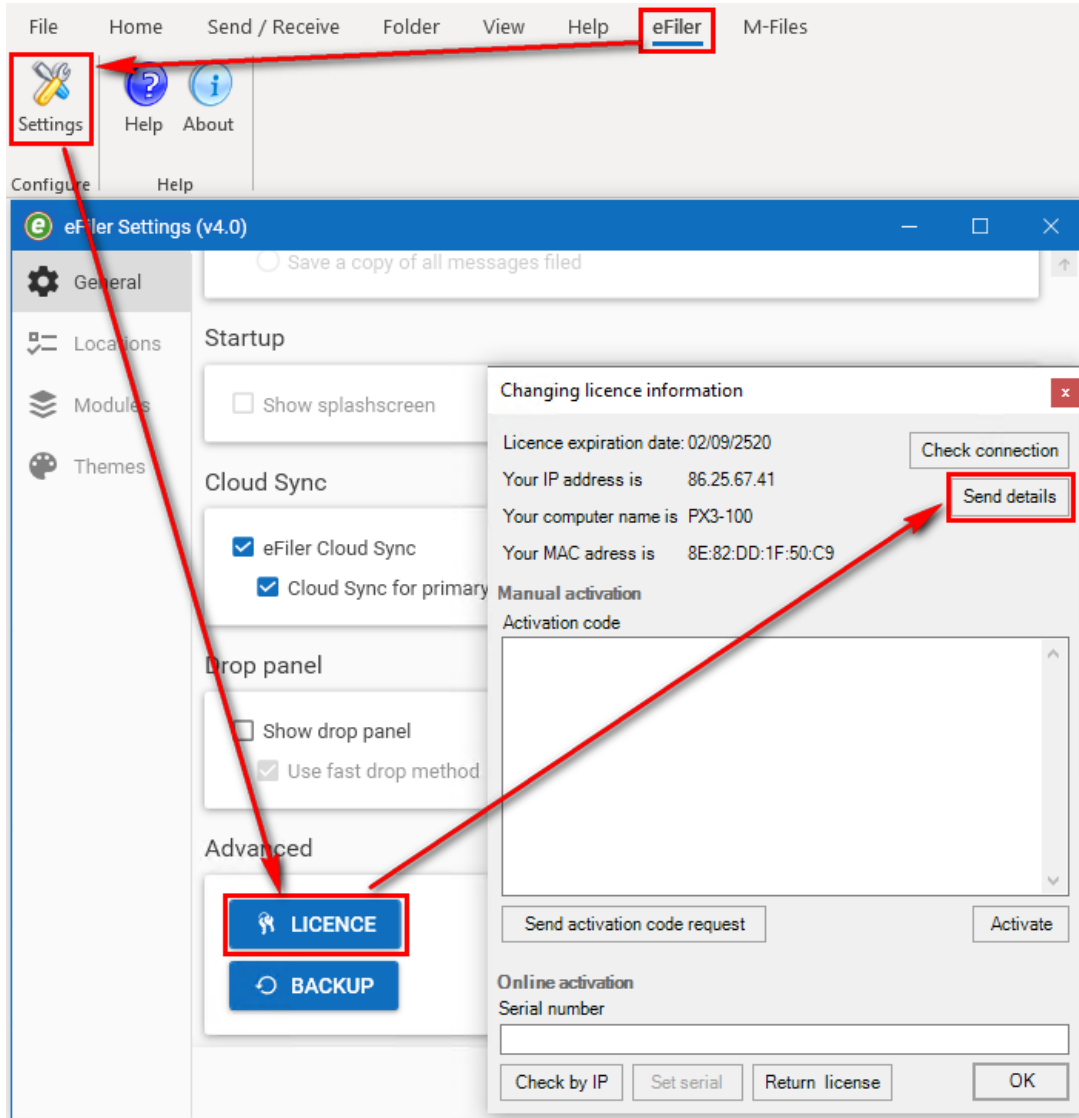 File Home Send / Receive Folder View Help eFiler M-Files
Settings Help About
Configure Help
eFiler Settings (v4.0)
General
Locations
Modules
Themes
Save a copy of all messages filed
Startup
Show splashscreen
Cloud Sync
eFiler Cloud Sync
Cloud Sync for primary
Drop panel
Show drop panel
Use fast drop method
Advanced
LICENCE
BACKUP
Changing licence information
x
Licence expiration date: 02/09/2520
Check connection
Your IP address is 86.25.67.41
Send details
Your computer name is PX3-100
Your MAC adress is 8E:82:DD:1F:50:C9
Manual activation
Activation code
Send activation code request Activate
Online activation
Serial number
Check by IP Set serial Return license OK